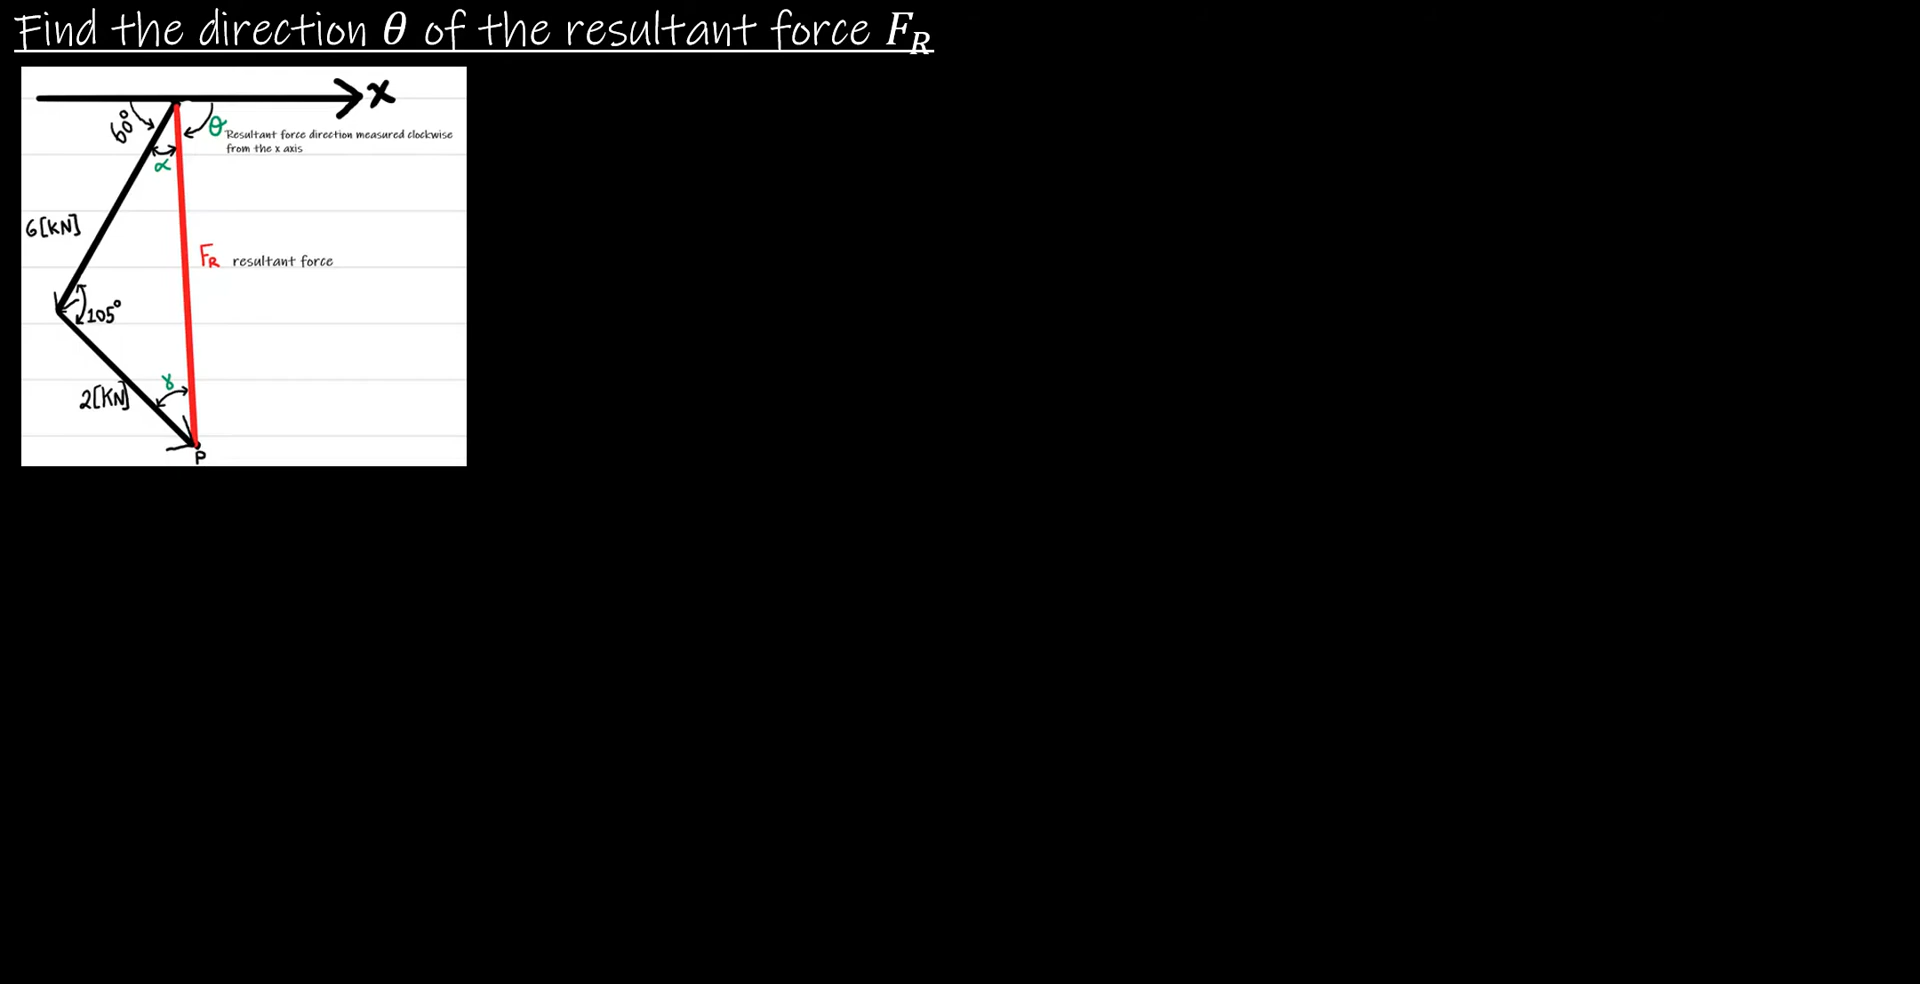 Find the direction θ of the resultant force F_R
x
60°
θ Resultant force direction measured clockwise
from the x axis
α
6[kN]
F_R resultant force
105°
γ
2[KN]
P